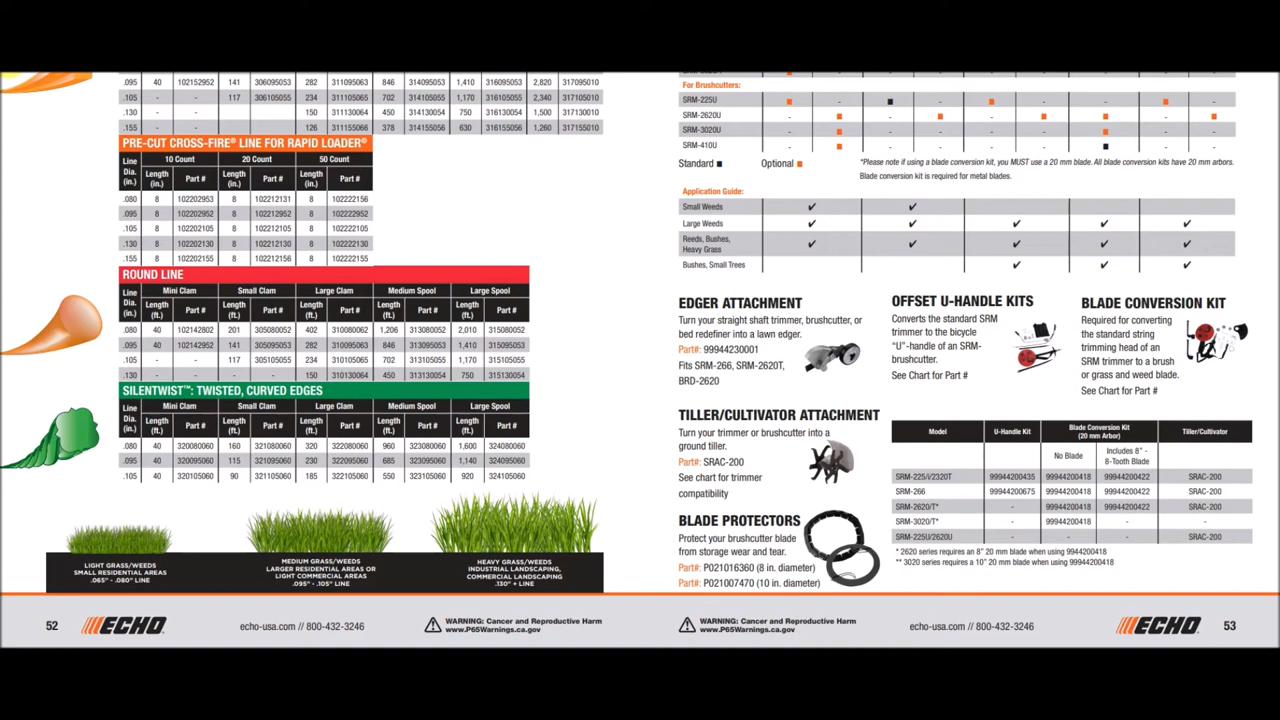 .095 40 102152952 141 306095053 282 311095063 846 314095053 1,410 316095053 2,820 317095010
.105 - - 117 306105055 234 311105065 702 314105055 1,170 316105055 2,340 317105010
.130 150 311130064 450 314130054 750 316130054 1,500 317130010
.155 126 311155066 378 314155056 630 316155056 1,260 317155010
PRE-CUT CROSS-FIRE® LINE FOR RAPID LOADER®
Line Dia. (in.) 10 Count 20 Count 50 Count
Length (in.) Part # Length (in.) Part # Length (in.) Part #
.080 8 102202953 8 102212131 8 102222156
.095 8 102202952 8 102212952 8 102222952
.105 8 102202105 8 102212105 8 102222105
.130 8 102202130 8 102212130 8 102222130
.155 8 102202155 8 102212156 8 102222155
ROUND LINE
Line Dia. (in.) Mini Clam Small Clam Large Clam Medium Spool Large Spool
Length (ft.) Part # Length (ft.) Part # Length (ft.) Part # Length (ft.) Part # Length (ft.) Part #
.080 40 102142802 201 305080052 402 310080062 1,206 313080052 2,010 315080052
.095 40 102142952 141 305095053 282 310095063 846 313095053 1,410 315095053
.105 - - 117 305105055 234 310105065 702 313105055 1,170 315105055
.130 150 310130064 450 313130054 750 315130054
SILENTWIST™: TWISTED, CURVED EDGES
Line Dia. (in.) Mini Clam Small Clam Large Clam Medium Spool Large Spool
Length (ft.) Part # Length (ft.) Part # Length (ft.) Part # Length (ft.) Part # Length (ft.) Part #
.080 40 320080060 160 321080060 320 322080060 960 323080060 1,600 324080060
.095 40 320095060 115 321095060 230 322095060 685 323095060 1,140 324095060
.105 40 320105060 90 321105060 185 322105060 550 323105060 920 324105060
LIGHT GRASS/WEEDS
SMALL RESIDENTIAL AREAS
.065" - .080" LINE
MEDIUM GRASS/WEEDS
LARGER RESIDENTIAL AREAS OR
LIGHT COMMERCIAL AREAS
.095" - .105" LINE
HEAVY GRASS/WEEDS
INDUSTRIAL LANDSCAPING,
COMMERCIAL LANDSCAPING
.130" + LINE
52 ECHO echo-usa.com // 800-432-3246
WARNING: Cancer and Reproductive Harm
www.P65Warnings.ca.gov
For Brushcutters:
SRM-225U - - - - -
SRM-2620U - - - -
SRM-3020U - - - - - -
SRM-410U - - - - - -
Standard Optional
*Please note if using a blade conversion kit, you MUST use a 20 mm blade. All blade conversion kits have 20 mm arbors.
Blade conversion kit is required for metal blades.
Application Guide:
Small Weeds ✓ ✓
Large Weeds ✓ ✓ ✓ ✓ ✓
Reeds, Bushes,
Heavy Grass ✓ ✓ ✓ ✓ ✓
Bushes, Small Trees ✓ ✓ ✓
EDGER ATTACHMENT
Turn your straight shaft trimmer, brushcutter, or
bed redefiner into a lawn edger.
Part#: 99944230001
Fits SRM-266, SRM-2620T,
BRD-2620
OFFSET U-HANDLE KITS
Converts the standard SRM
trimmer to the bicycle
“U”-handle of an SRM-
brushcutter.
See Chart for Part #
BLADE CONVERSION KIT
Required for converting
the standard string
trimming head of an
SRM trimmer to a brush
or grass and weed blade.
See Chart for Part #
TILLER/CULTIVATOR ATTACHMENT
Turn your trimmer or brushcutter into a
ground tiller.
Part#: SRAC-200
See chart for trimmer
compatibility
BLADE PROTECTORS
Protect your brushcutter blade
from storage wear and tear.
Part#: P021016360 (8 in. diameter)
Part#: P021007470 (10 in. diameter)
Model U-Handle Kit Blade Conversion Kit (20 mm Arbor) Tiller/Cultivator
No Blade Includes 8" - 8-Tooth Blade
SRM-225/I/2320T 99944200435 99944200418 99944200422 SRAC-200
SRM-266 99944200675 99944200418 99944200422 SRAC-200
SRM-2620/T* - 99944200418 99944200422 SRAC-200
SRM-3020/T* - 99944200418 - -
SRM-225U/2620U - - - SRAC-200
* 2620 series requires an 8" 20 mm blade when using 9944200418
** 3020 series requires a 10" 20 mm blade when using 99944200418
WARNING: Cancer and Reproductive Harm
www.P65Warnings.ca.gov
echo-usa.com // 800-432-3246 ECHO 53